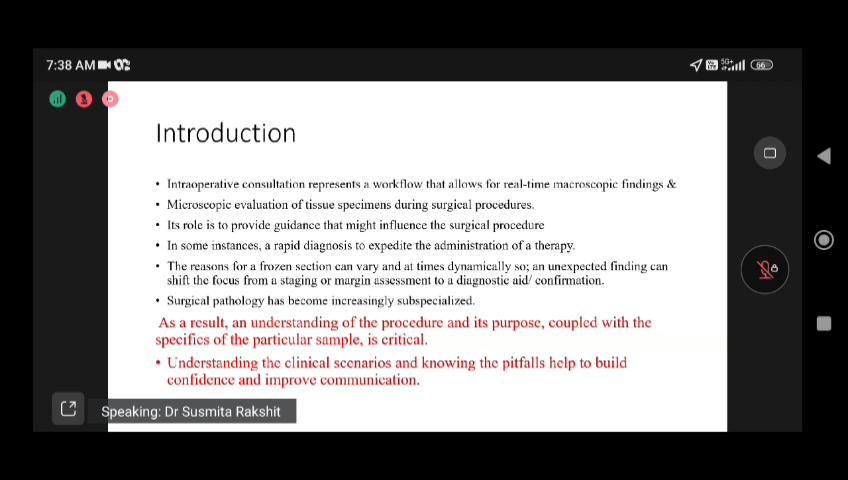 7:38 AM
5G+
66
Introduction
• Intraoperative consultation represents a workflow that allows for real-time macroscopic findings &
• Microscopic evaluation of tissue specimens during surgical procedures.
• Its role is to provide guidance that might influence the surgical procedure
• In some instances, a rapid diagnosis to expedite the administration of a therapy.
• The reasons for a frozen section can vary and at times dynamically so; an unexpected finding can
shift the focus from a staging or margin assessment to a diagnostic aid/ confirmation.
• Surgical pathology has become increasingly subspecialized.
As a result, an understanding of the procedure and its purpose, coupled with the
specifics of the particular sample, is critical.
• Understanding the clinical scenarios and knowing the pitfalls help to build
confidence and improve communication.
Speaking: Dr Susmita Rakshit